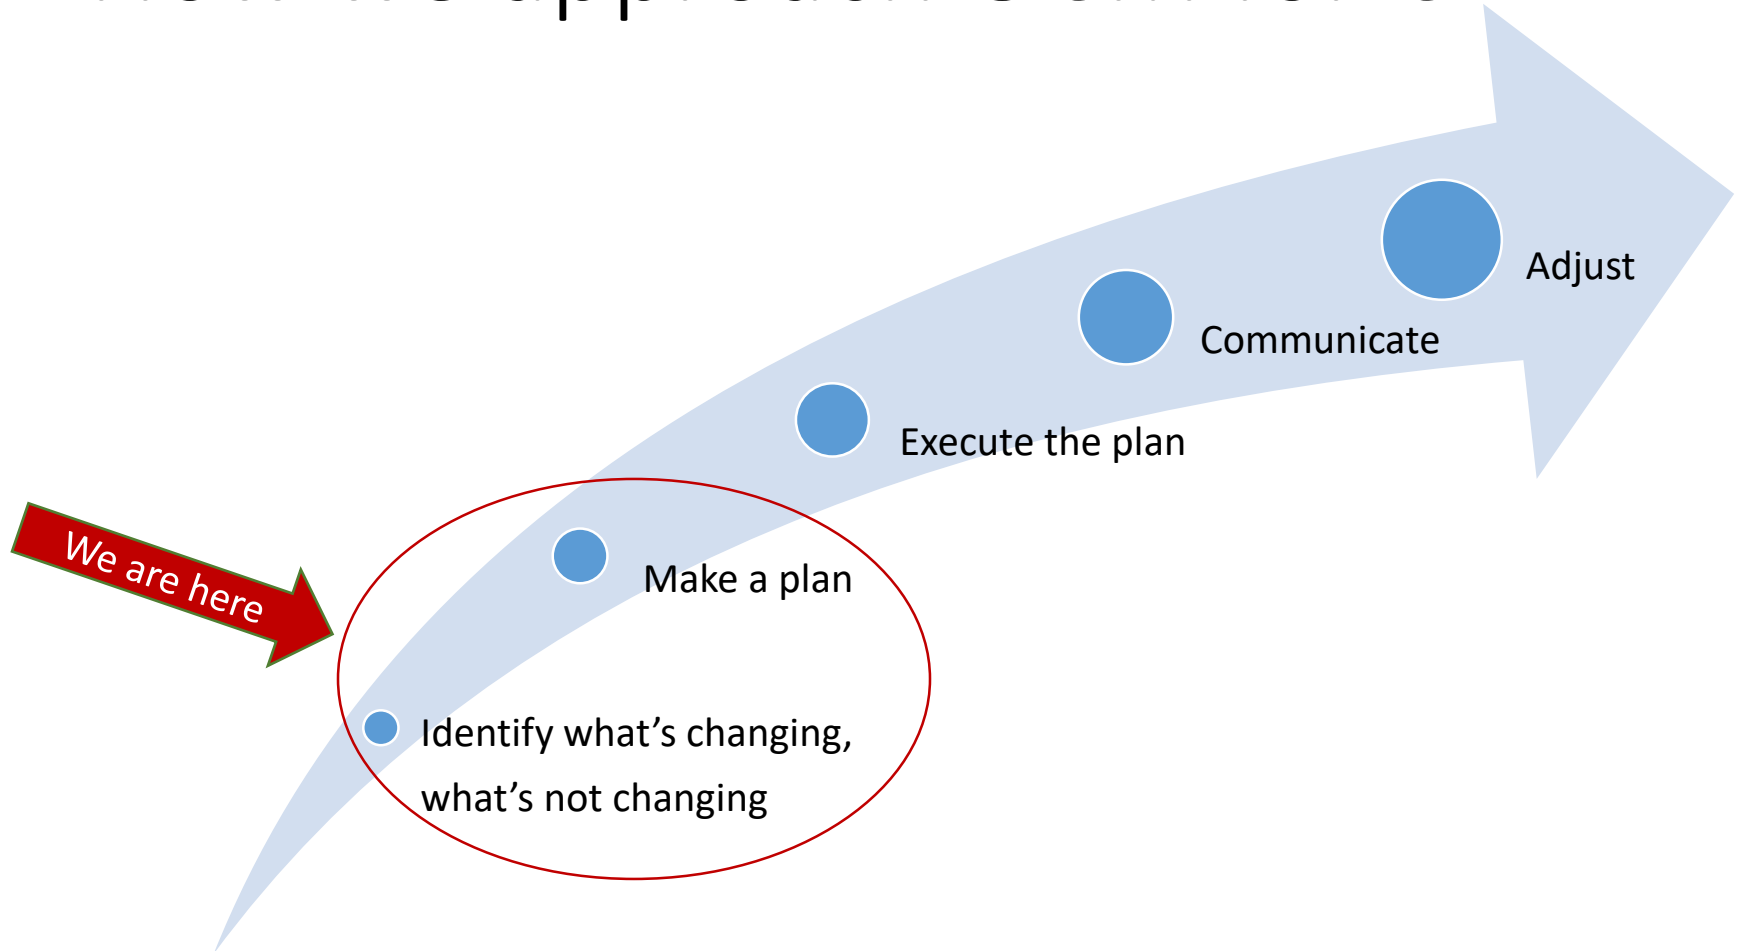 We are here
Adjust
Communicate
Execute the plan
Make a plan
Identify what's changing,
what's not changing